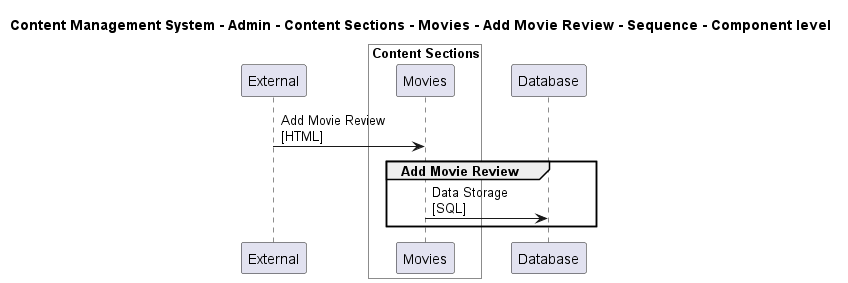 Content Management System - Admin - Content Sections - Movies - Add Movie Review - Sequence - Component level
Content Sections
External
Movies
Database
Add Movie Review
[HTML]
Add Movie Review
Data Storage
[SQL]
External
Movies
Database